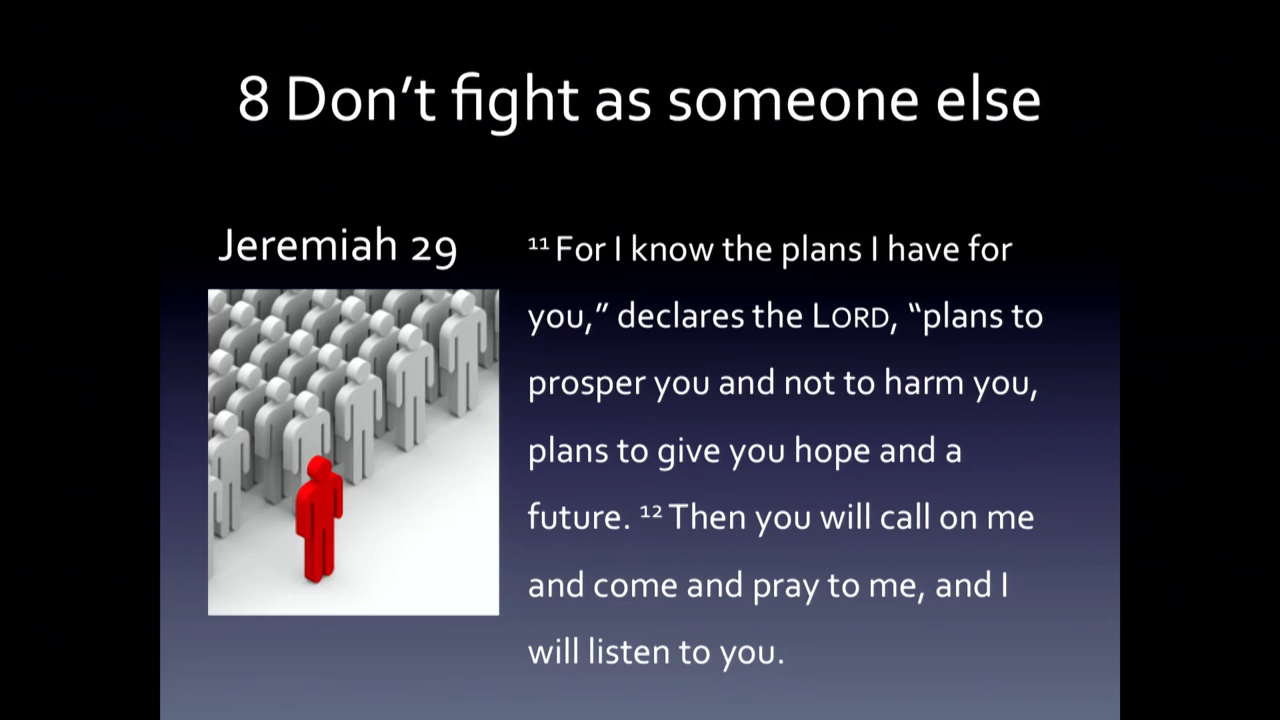 8 Don’t fight as someone else
Jeremiah 29
¹¹ For I know the plans I have for
you,” declares the LORD, “plans to
prosper you and not to harm you,
plans to give you hope and a
future. ¹² Then you will call on me
and come and pray to me, and I
will listen to you.